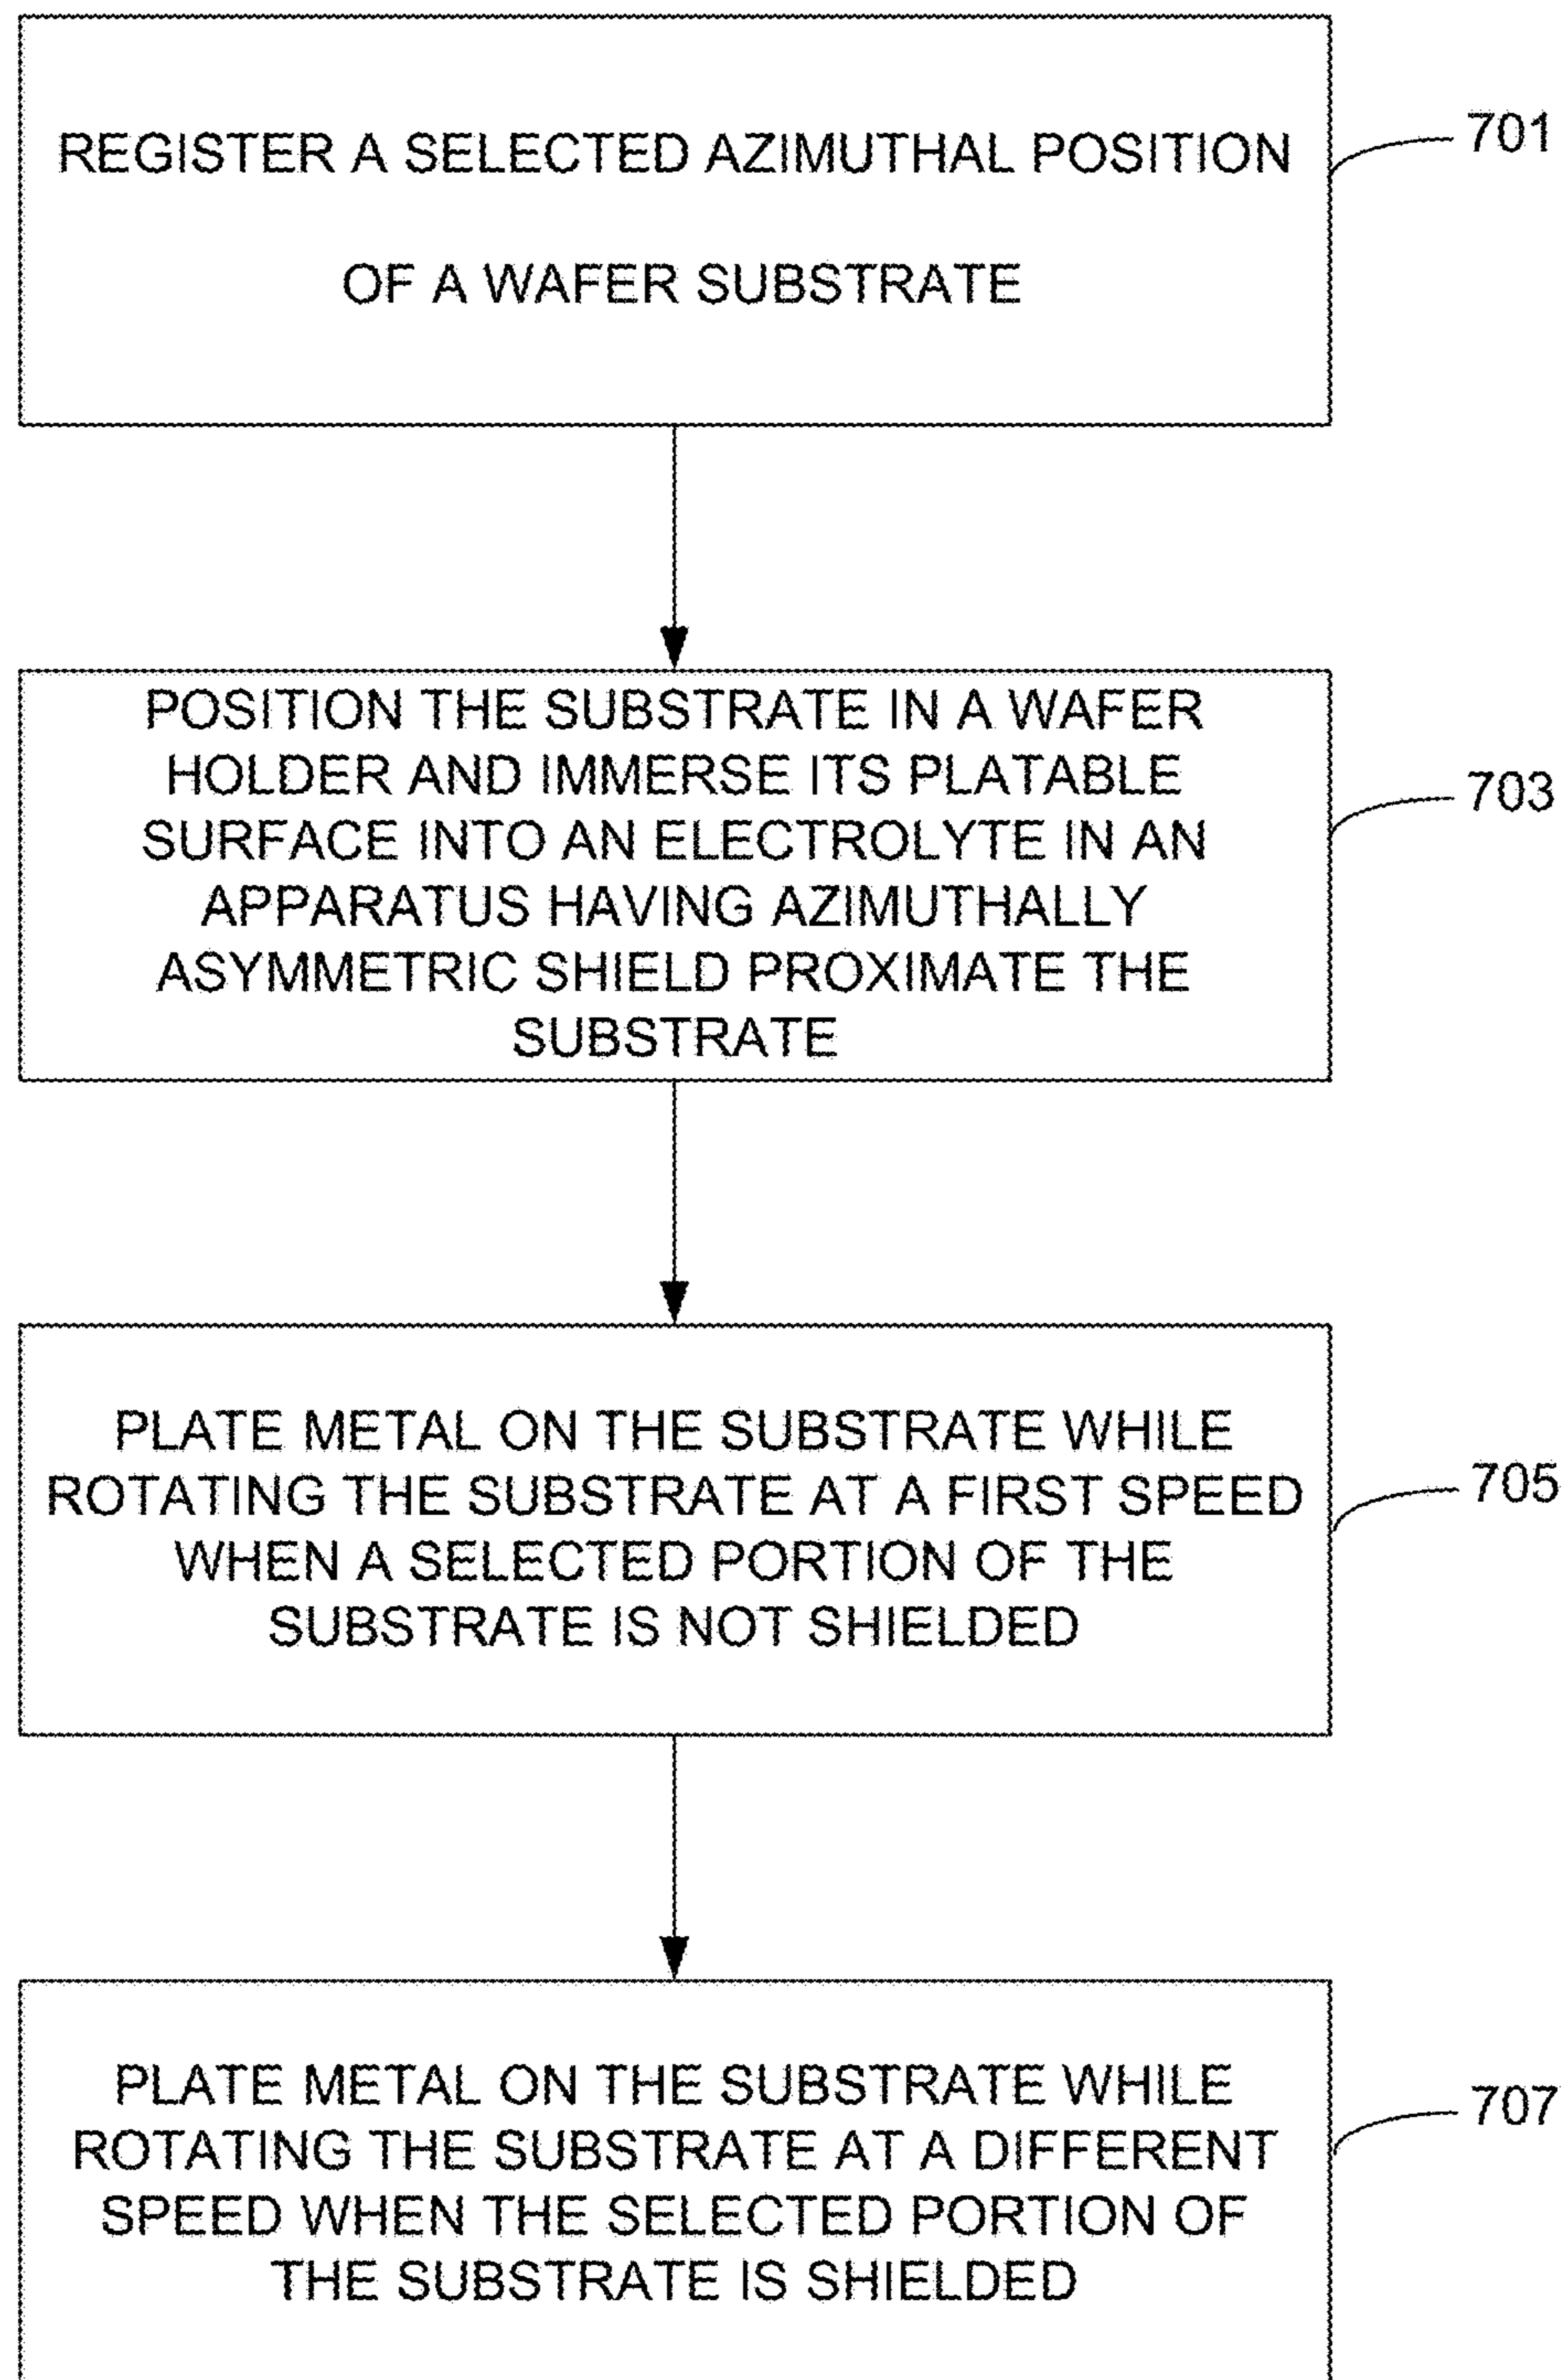 REGISTER A SELECTED AZIMUTHAL POSITION
OF A WAFER SUBSTRATE
701
POSITION THE SUBSTRATE IN A WAFER
HOLDER AND IMMERSE ITS PLATABLE
SURFACE INTO AN ELECTROLYTE IN AN
APPARATUS HAVING AZIMUTHALLY
ASYMMETRIC SHIELD PROXIMATE THE
SUBSTRATE
703
PLATE METAL ON THE SUBSTRATE WHILE
ROTATING THE SUBSTRATE AT A FIRST SPEED
WHEN A SELECTED PORTION OF THE
SUBSTRATE IS NOT SHIELDED
705
PLATE METAL ON THE SUBSTRATE WHILE
ROTATING THE SUBSTRATE AT A DIFFERENT
SPEED WHEN THE SELECTED PORTION OF
THE SUBSTRATE IS SHIELDED
707